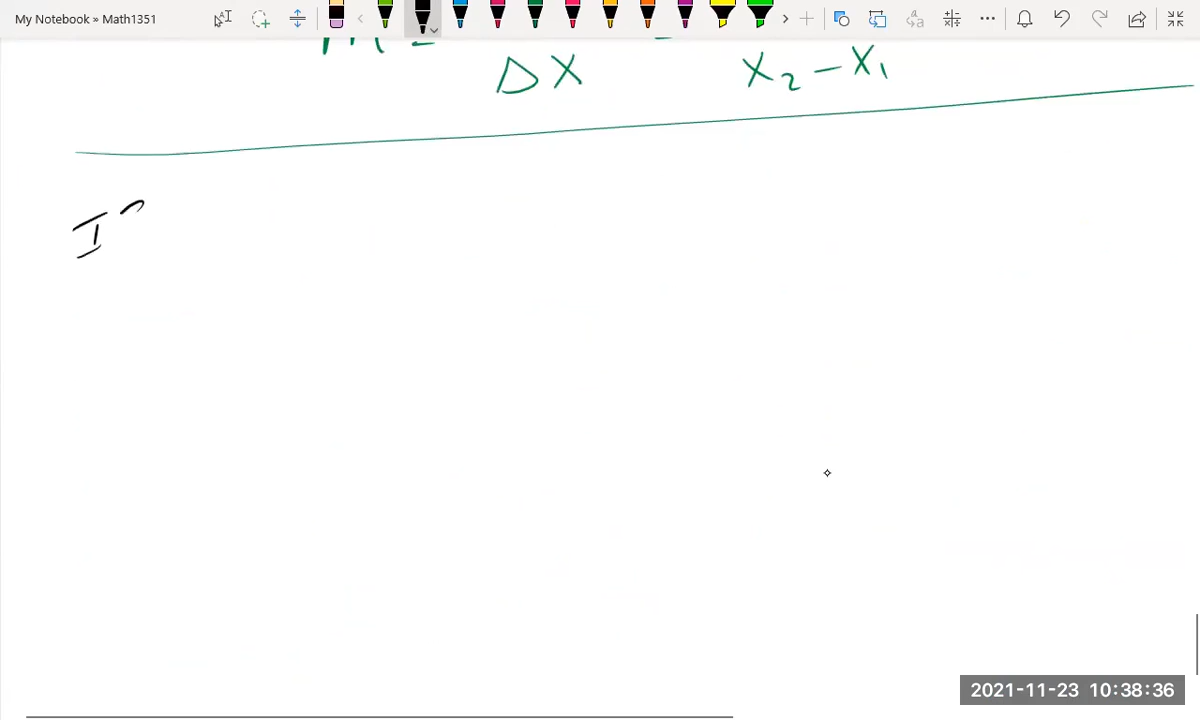 My Notebook » Math1351
Δx x₂ - x₁
I
2021-11-23 10:38:36